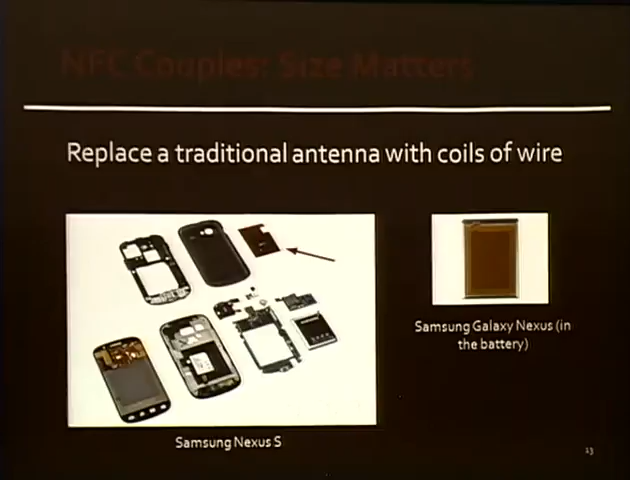 NFC Couples: Size Matters
Replace a traditional antenna with coils of wire
Samsung Galaxy Nexus (in
the battery)
Samsung Nexus S
13